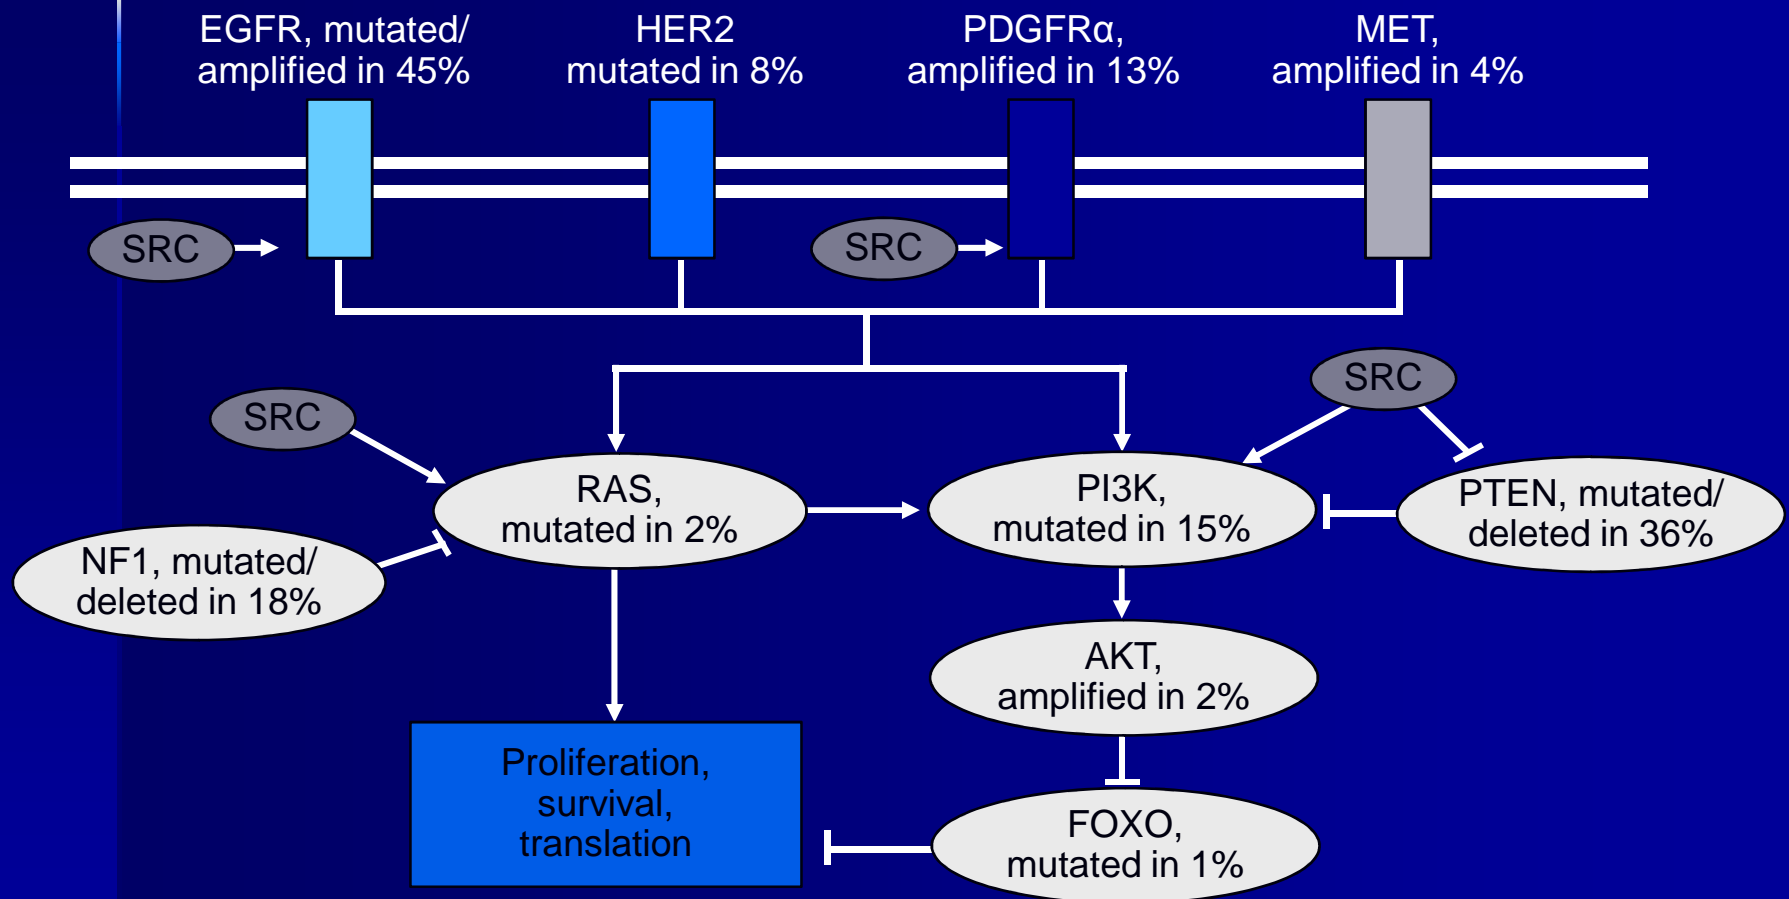 EGFR, mutated/
amplified in 45%
HER2
mutated in 8%
PDGFRα,
amplified in 13%
MET,
amplified in 4%
SRC
SRC
SRC
SRC
RAS,
mutated in 2%
PI3K,
mutated in 15%
PTEN, mutated/
deleted in 36%
NF1, mutated/
deleted in 18%
AKT,
amplified in 2%
Proliferation,
survival,
translation
FOXO,
mutated in 1%